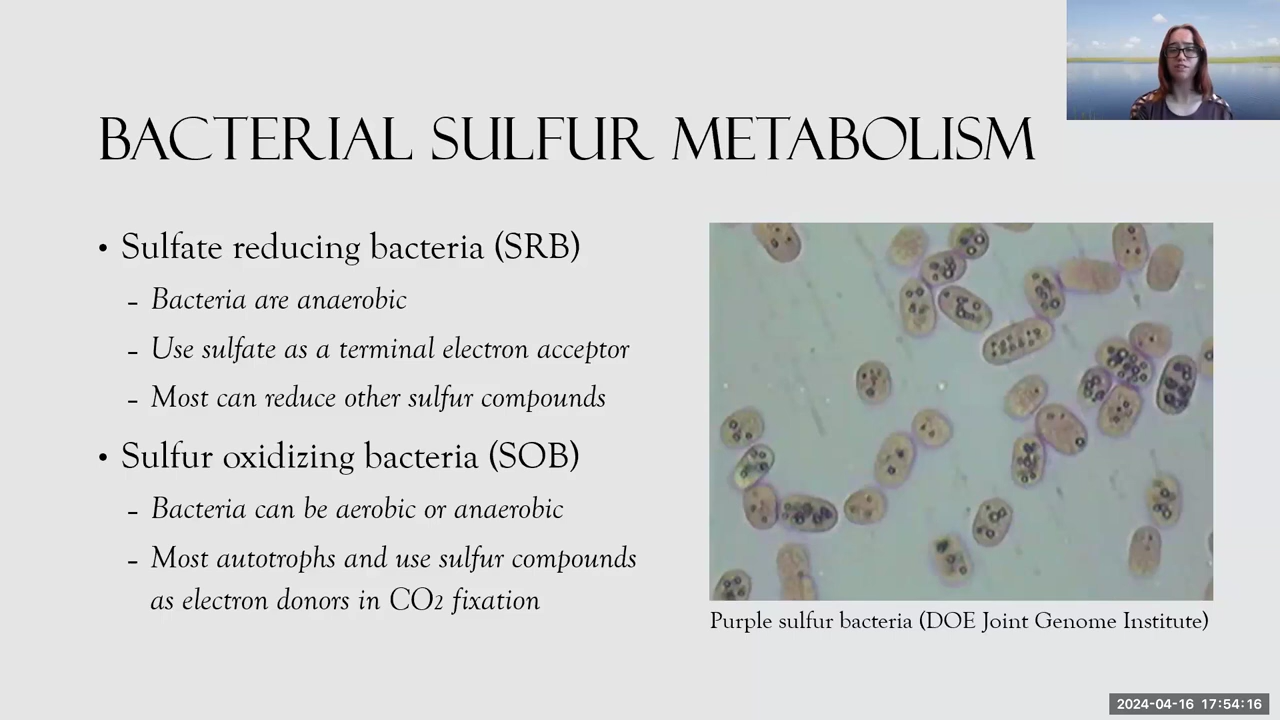 BACTERIAL SULFUR METABOLISM
• Sulfate reducing bacteria (SRB)
– Bacteria are anaerobic
– Use sulfate as a terminal electron acceptor
– Most can reduce other sulfur compounds
• Sulfur oxidizing bacteria (SOB)
– Bacteria can be aerobic or anaerobic
– Most autotrophs and use sulfur compounds
as electron donors in CO2 fixation
Purple sulfur bacteria (DOE Joint Genome Institute)
2024-04-16 17:54:16